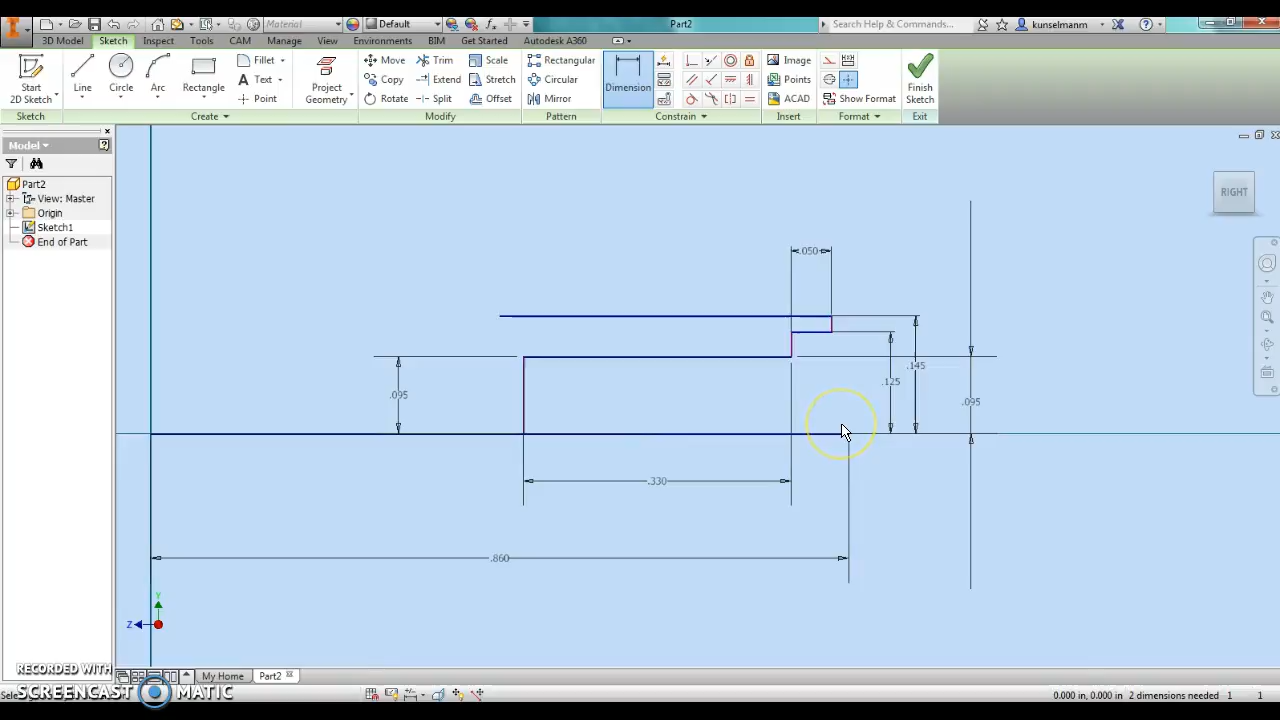 Material
Default
Part2
Search Help & Commands...
kunselmanm
3D Model
Sketch
Inspect
Tools
CAM
Manage
View
Environments
BIM
Get Started
Autodesk A360
Start
2D Sketch
Line
Circle
Arc
Rectangle
Fillet
Text
Point
Project
Geometry
Move
Copy
Rotate
Trim
Extend
Split
Scale
Stretch
Offset
Rectangular
Circular
Mirror
Dimension
Image
Points
ACAD
Show Format
Finish
Sketch
Sketch
Create
Modify
Pattern
Constrain
Insert
Format
Exit
Model
Part2
View: Master
Origin
Sketch1
End of Part
RIGHT
.050
.095
.145
.125
.095
.330
.860
Y
Z
RECORDED WITH
SCREENCAST MATIC
My Home
Part2
0.000 in, 0.000 in 2 dimensions needed 1 1